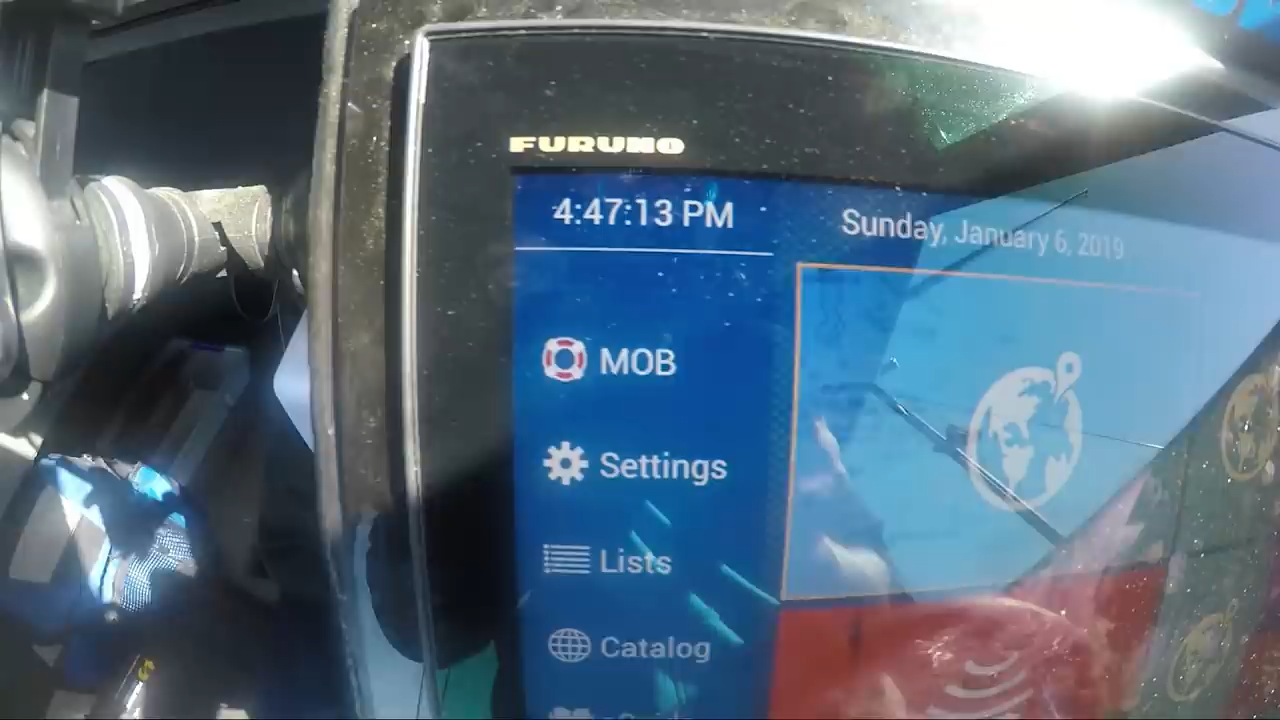 FURUNO
4:47:13 PM
Sunday, January 6, 2019
MOB
Settings
Lists
Catalog